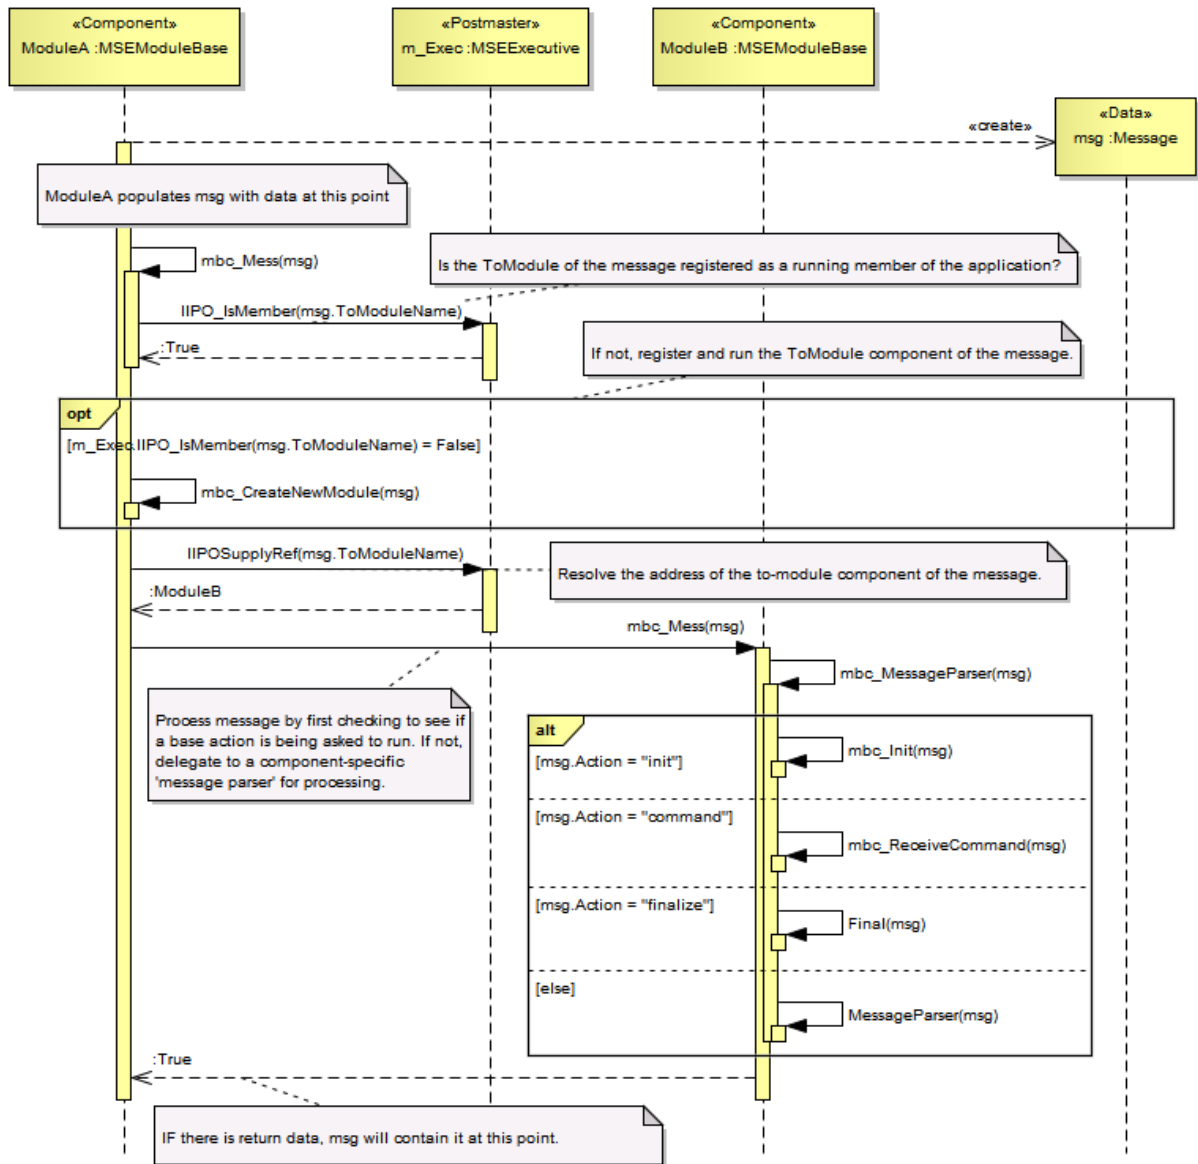 «Component»
ModuleA :MSEModuleBase
«Postmaster»
m_Exec :MSEExecutive
«Component»
ModuleB :MSEModuleBase
«Data»
msg :Message
«create»
ModuleA populates msg with data at this point
mbc_Mess(msg)
Is the ToModule of the message registered as a running member of the application?
IIPO_IsMember(msg.ToModuleName)
:True
If not, register and run the ToModule component of the message.
opt
[m_Exec.IIPO_IsMember(msg.ToModuleName) = False]
mbc_CreateNewModule(msg)
IIPOSupplyRef(msg.ToModuleName)
Resolve the address of the to-module component of the message.
:ModuleB
mbc_Mess(msg)
mbc_MessageParser(msg)
Process message by first checking to see if
a base action is being asked to run. If not,
delegate to a component-specific
'message parser' for processing.
alt
[msg.Action = "init"]
mbc_Init(msg)
[msg.Action = "command"]
mbc_ReceiveCommand(msg)
[msg.Action = "finalize"]
Final(msg)
[else]
MessageParser(msg)
:True
IF there is return data, msg will contain it at this point.